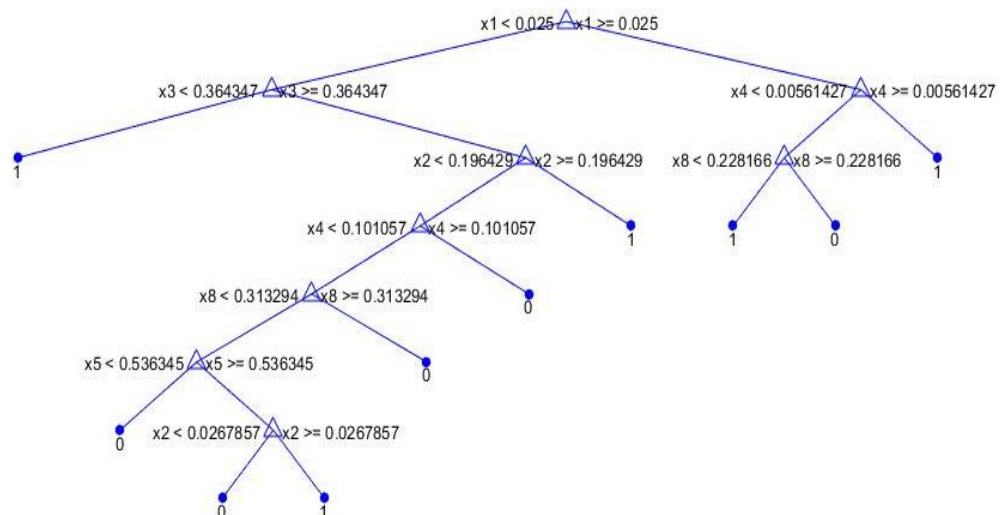 x1 < 0.025 x1 >= 0.025
x3 < 0.364347 x3 >= 0.364347
x4 < 0.00561427 x4 >= 0.00561427
1
x2 < 0.196429 x2 >= 0.196429
x8 < 0.228166 x8 >= 0.228166
1
x4 < 0.101057 x4 >= 0.101057
1
1
0
x8 < 0.313294 x8 >= 0.313294
0
x5 < 0.536345 x5 >= 0.536345
0
0
x2 < 0.0267857 x2 >= 0.0267857
0
1